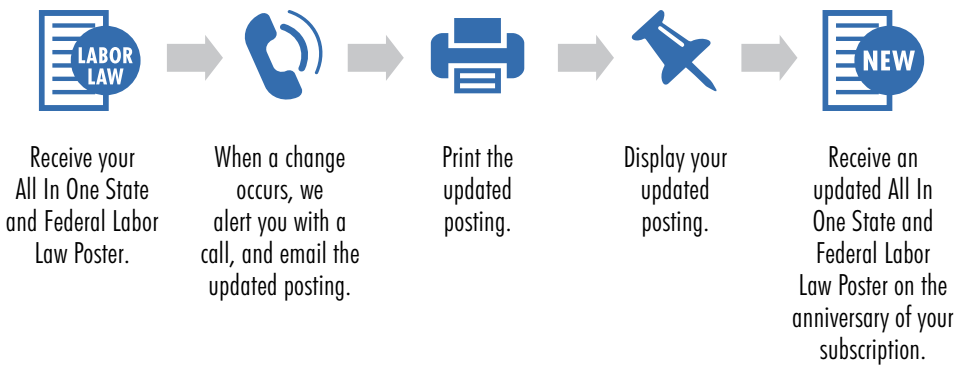 LABOR
LAW
Receive your
All In One State
and Federal Labor
Law Poster.
When a change
occurs, we
alert you with a
call, and email the
updated posting.
Print the
updated
posting.
Display your
updated
posting.
NEW
Receive an
updated All In
One State and
Federal Labor
Law Poster on the
anniversary of your
subscription.